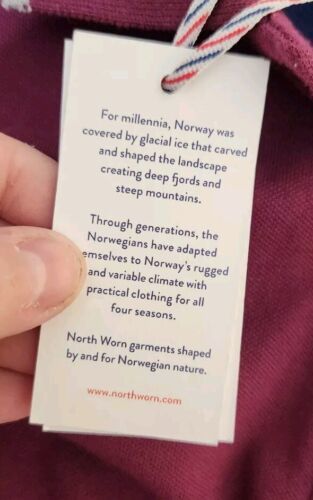 For millennia, Norway was
covered by glacial ice that carved
and shaped the landscape
creating deep fjords and
steep mountains.
Through generations, the
Norwegians have adapted
emselves to Norway's rugged
and variable climate with
practical clothing for all
four seasons.
North Worn garments shaped
by and for Norwegian nature.
www.northworn.com